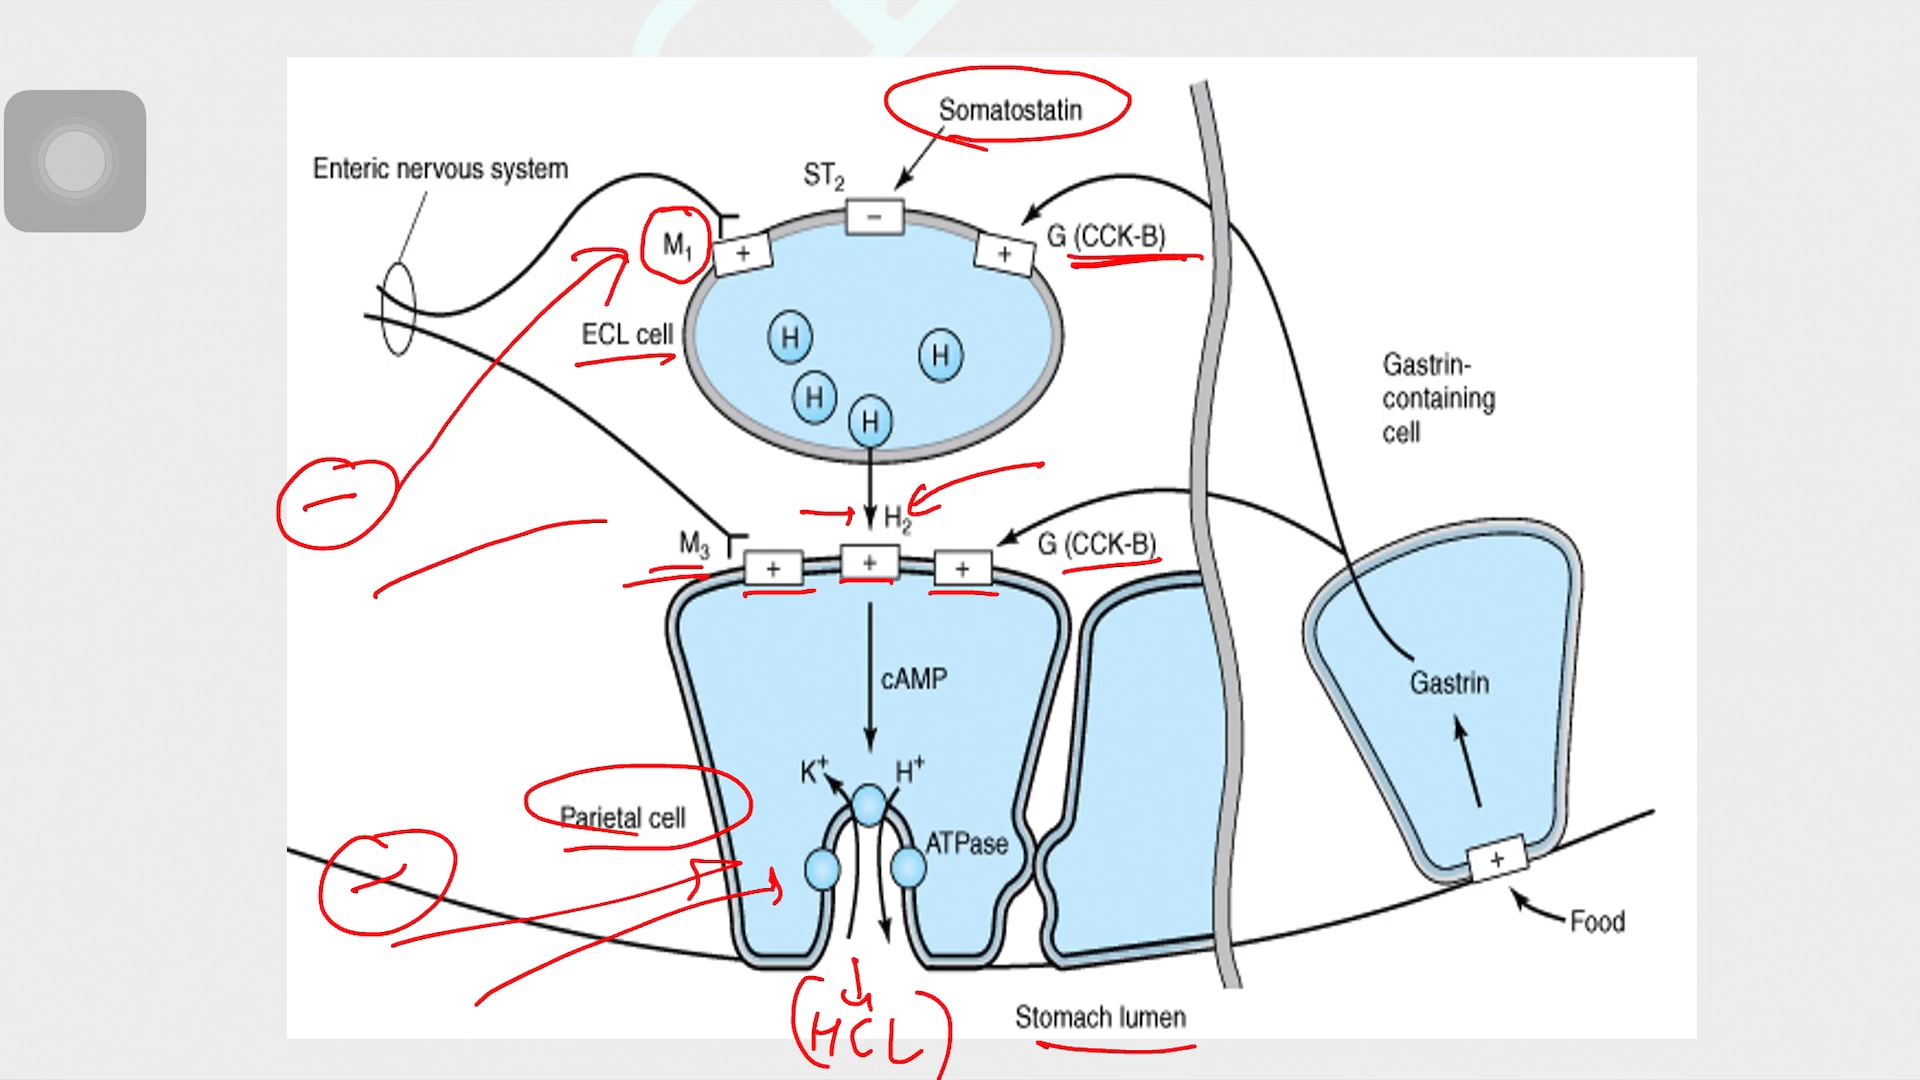 Somatostatin
Enteric nervous system
ST2
M1
+
−
+
G (CCK-B)
ECL cell
H
H
H
H
Gastrin-
containing
cell
−
H2
M3
G (CCK-B)
+
+
+
cAMP
Gastrin
K+
H+
Parietal cell
ATPase
−
+
Food
HCL
Stomach lumen